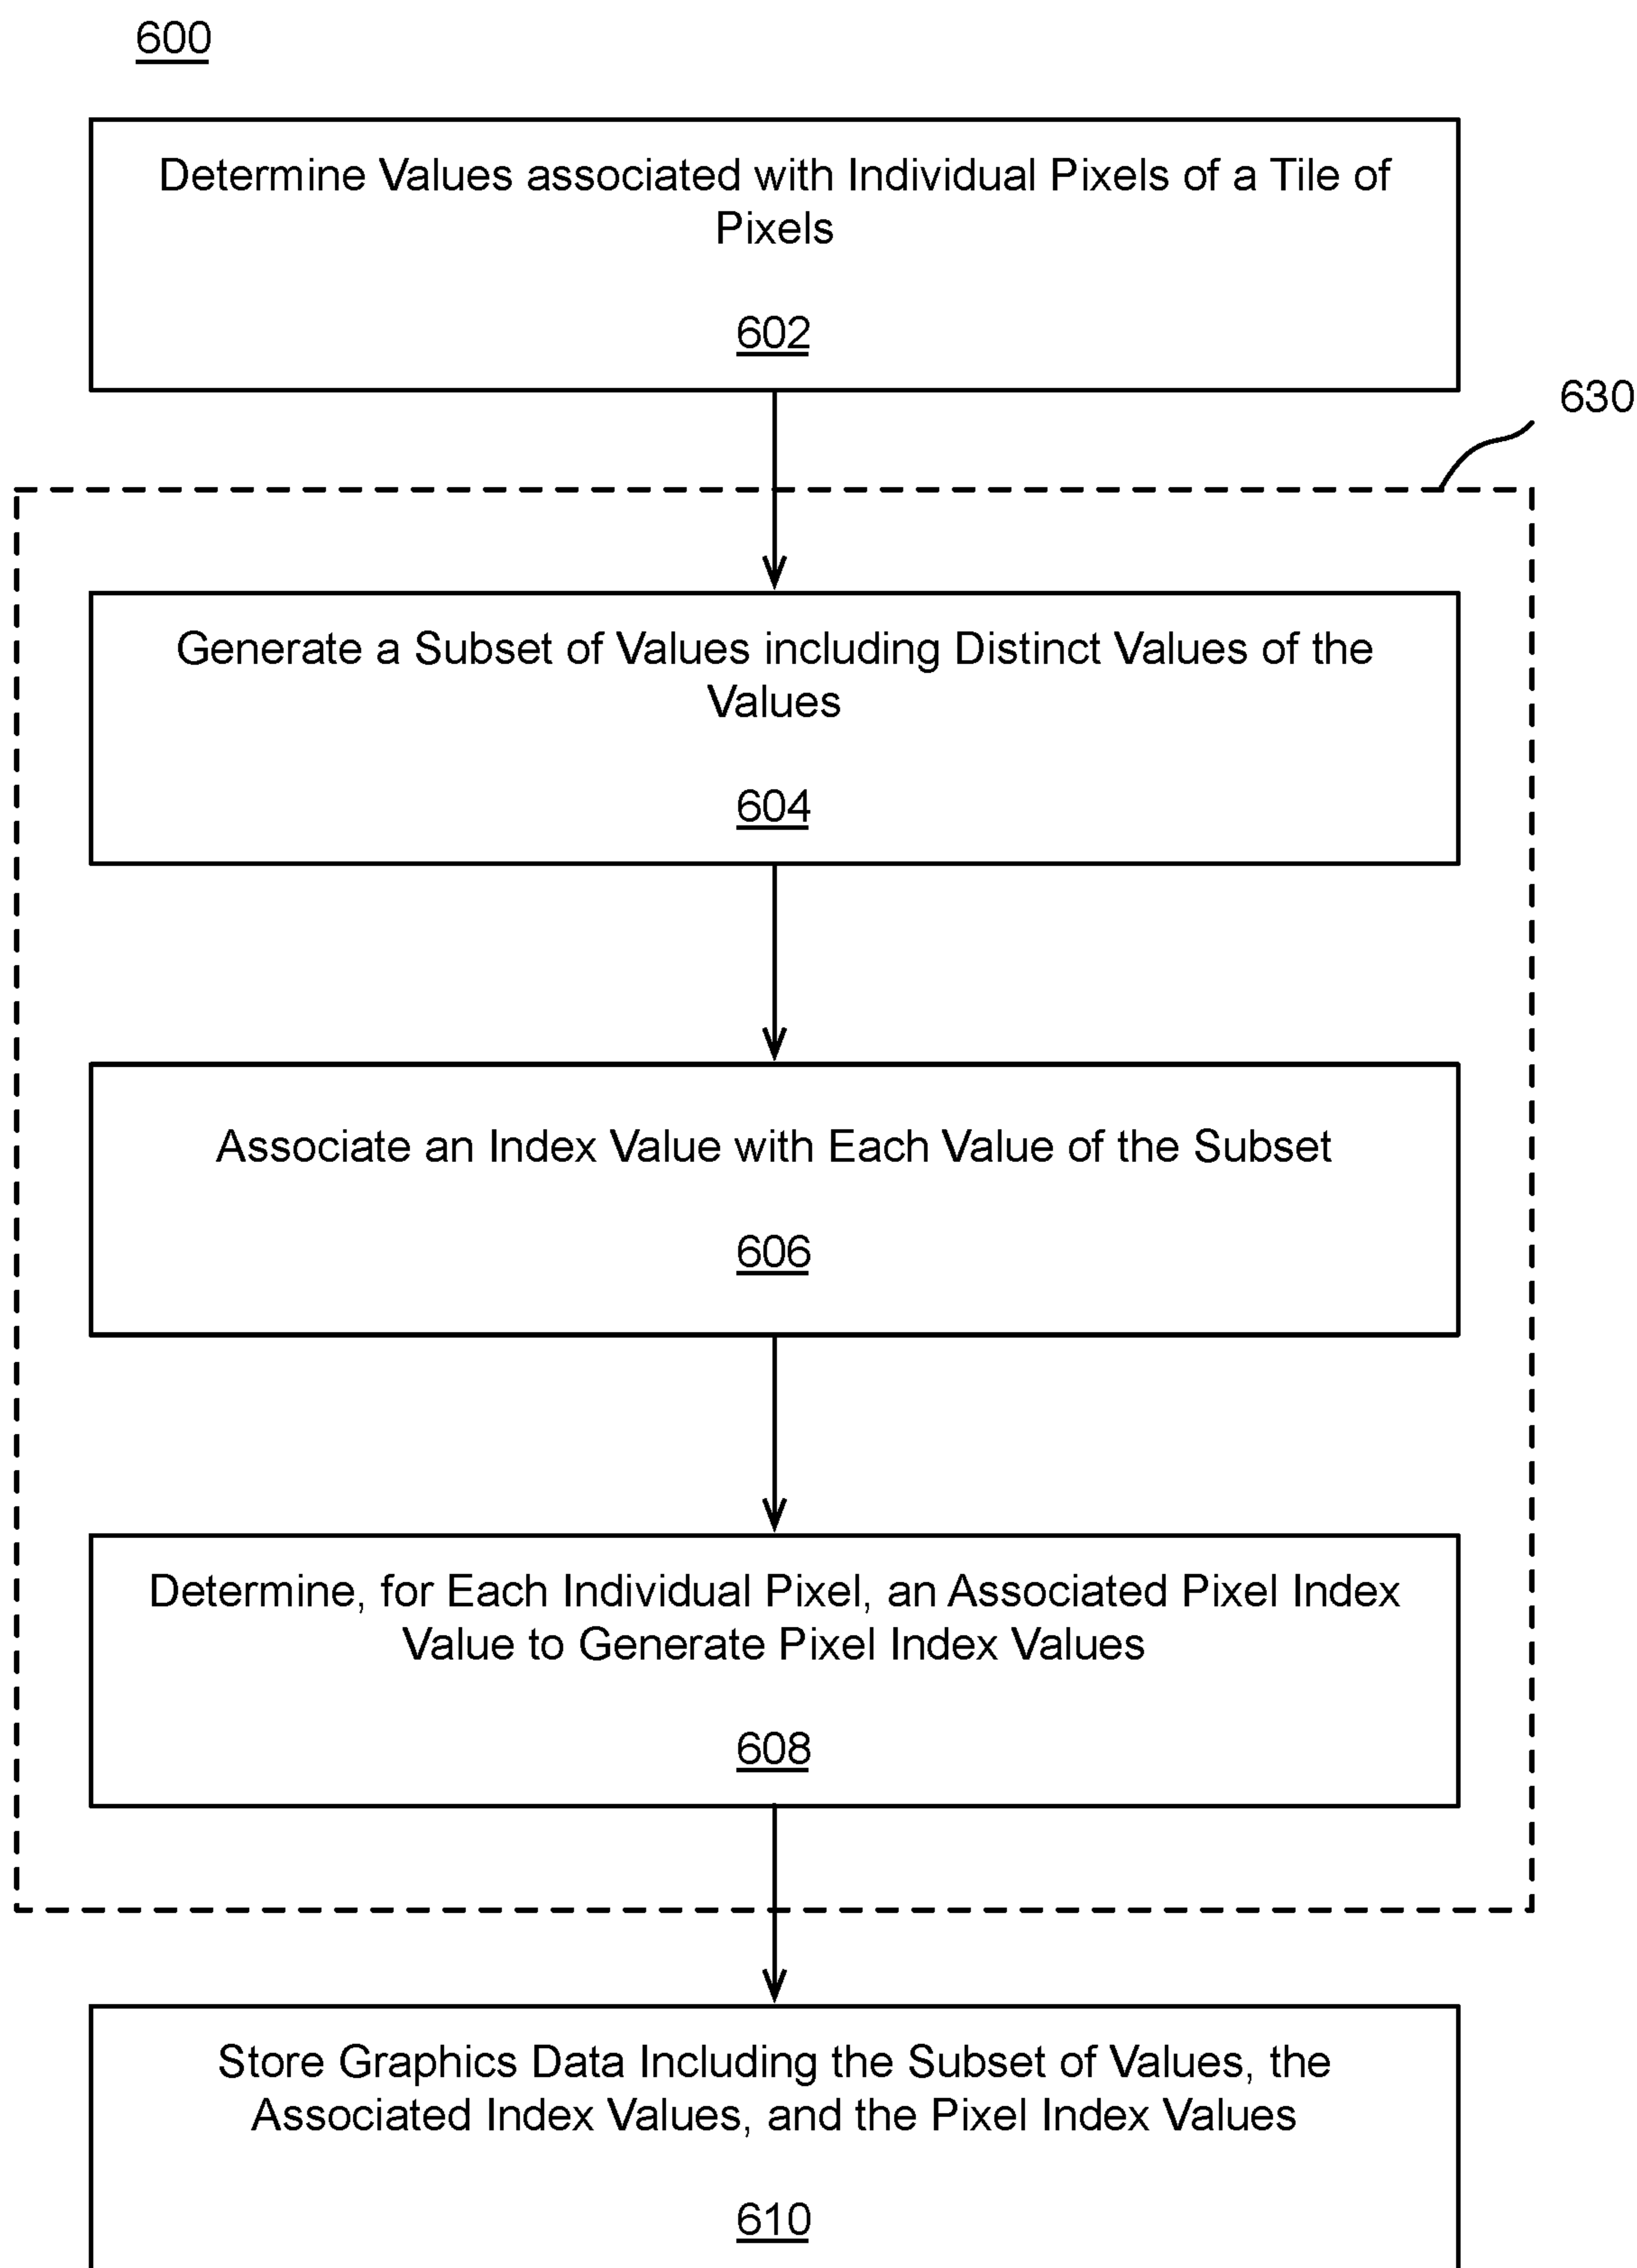 600
Determine Values associated with Individual Pixels of a Tile of
Pixels
602
630
Generate a Subset of Values including Distinct Values of the
Values
604
Associate an Index Value with Each Value of the Subset
606
Determine, for Each Individual Pixel, an Associated Pixel Index
Value to Generate Pixel Index Values
608
Store Graphics Data Including the Subset of Values, the
Associated Index Values, and the Pixel Index Values
610